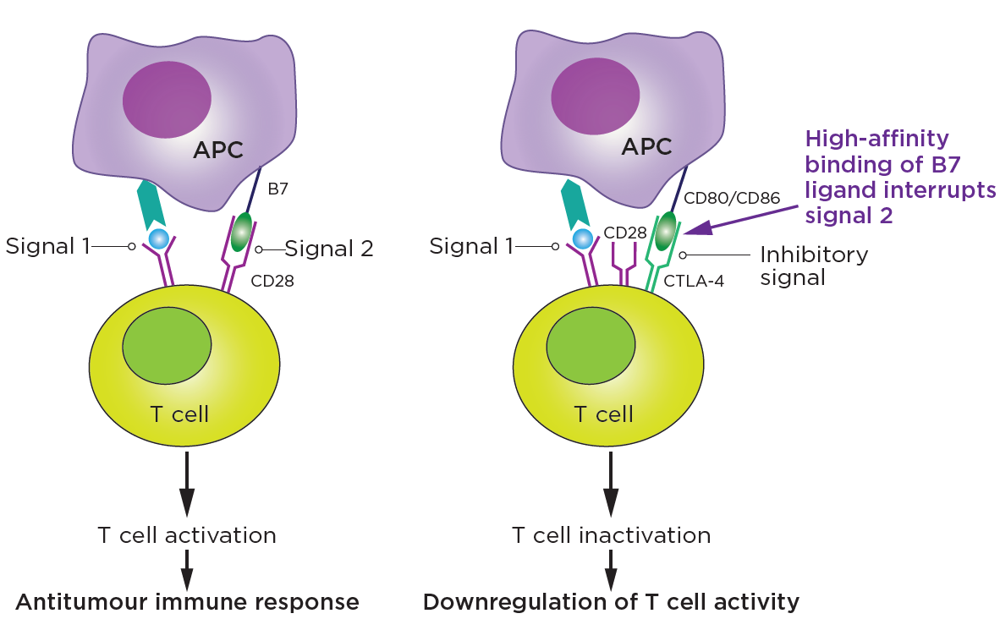 APC
B7
Signal 1
Signal 2
CD28
T cell
T cell activation
Antitumour immune response
APC
High-affinity
binding of B7
ligand interrupts
signal 2
CD80/CD86
CD28
Signal 1
Inhibitory
signal
CTLA-4
T cell
T cell inactivation
Downregulation of T cell activity